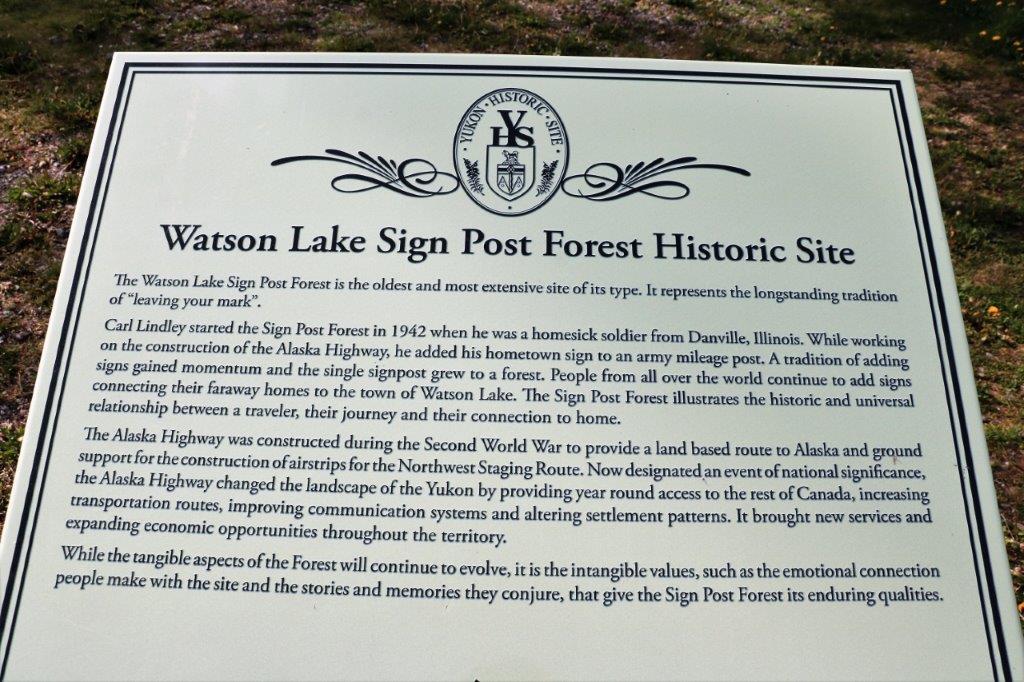 YUKON · HISTORIC · SITE
YHS
Watson Lake Sign Post Forest Historic Site
The Watson Lake Sign Post Forest is the oldest and most extensive site of its type. It represents the longstanding tradition
of “leaving your mark”.
Carl Lindley started the Sign Post Forest in 1942 when he was a homesick soldier from Danville, Illinois. While working
on the construction of the Alaska Highway, he added his hometown sign to an army mileage post. A tradition of adding
signs gained momentum and the single signpost grew to a forest. People from all over the world continue to add signs
connecting their faraway homes to the town of Watson Lake. The Sign Post Forest illustrates the historic and universal
relationship between a traveler, their journey and their connection to home.
The Alaska Highway was constructed during the Second World War to provide a land based route to Alaska and ground
support for the construction of airstrips for the Northwest Staging Route. Now designated an event of national significance,
the Alaska Highway changed the landscape of the Yukon by providing year round access to the rest of Canada, increasing
transportation routes, improving communication systems and altering settlement patterns. It brought new services and
expanding economic opportunities throughout the territory.
While the tangible aspects of the Forest will continue to evolve, it is the intangible values, such as the emotional connection
people make with the site and the stories and memories they conjure, that give the Sign Post Forest its enduring qualities.